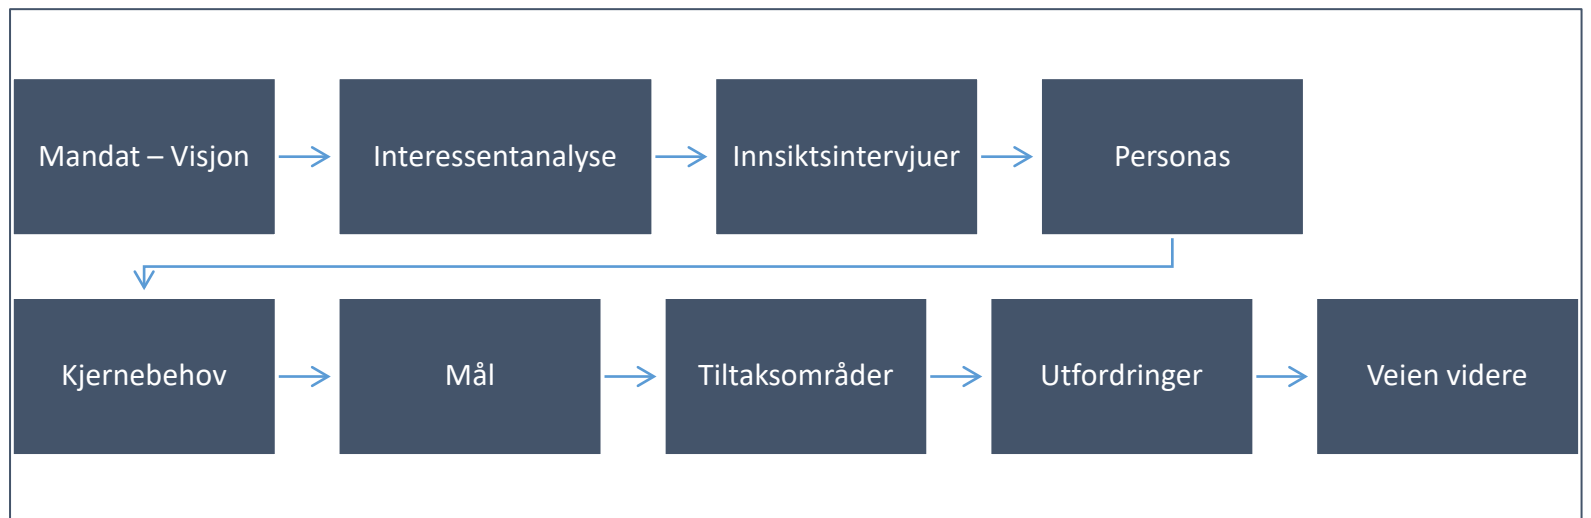 Mandat – Visjon
Interessentanalyse
Innsiktsintervjuer
Personas
Kjernebehov
Mål
Tiltaksområder
Utfordringer
Veien videre